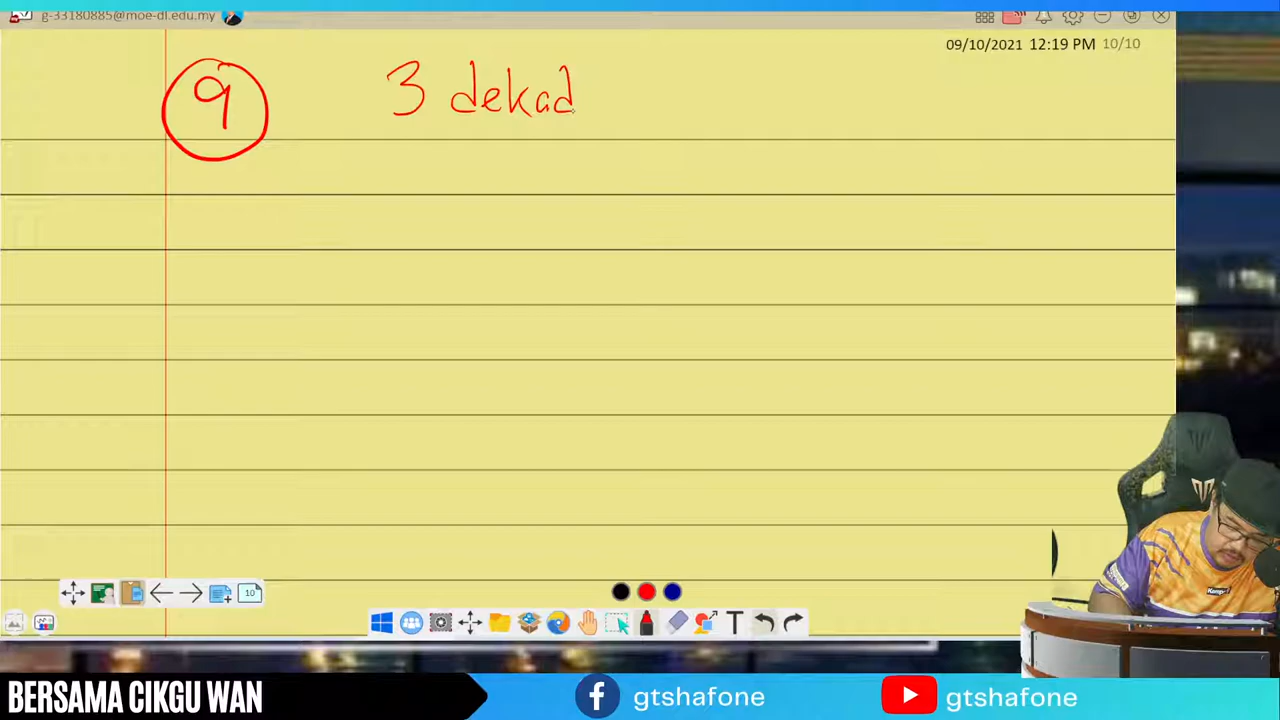 g-33180885@moe-dl.edu.my
09/10/2021 12:19 PM 10/10
9 3 dekad
10
T
BERSAMA CIKGU WAN
f gtshafone
gtshafone